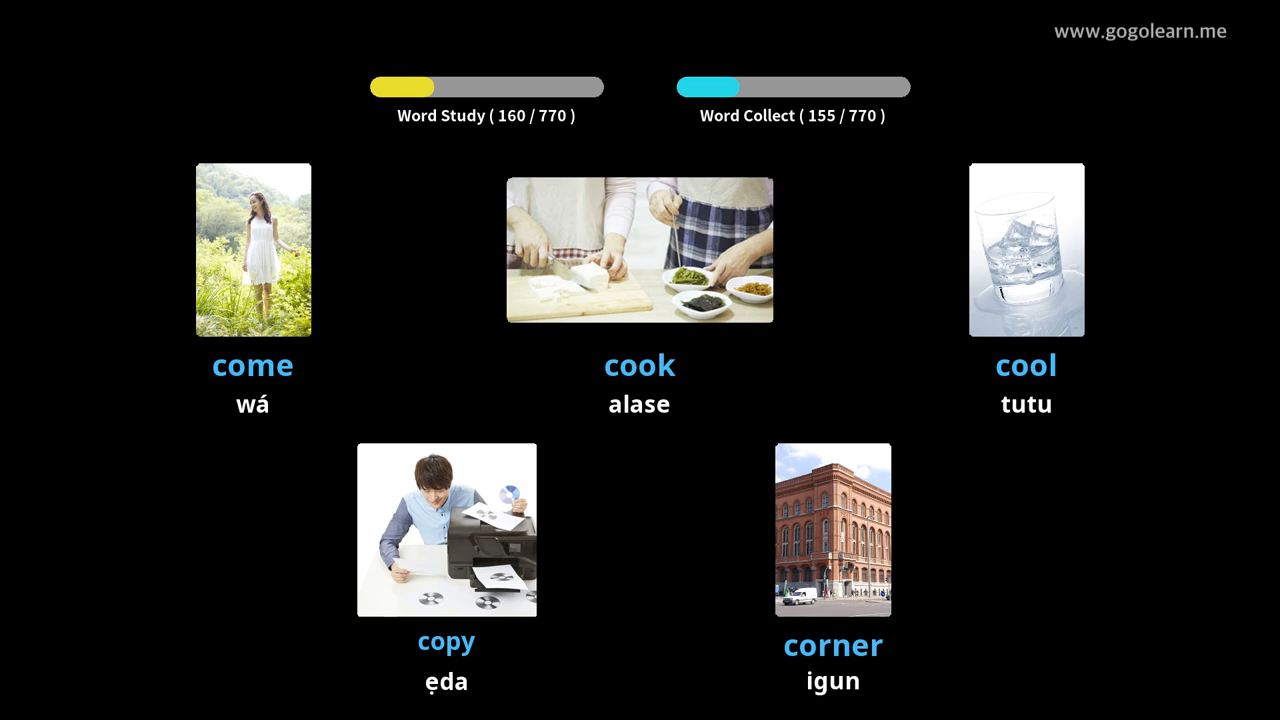 www.gogolearn.me
Word Study ( 160 / 770 )
Word Collect ( 155 / 770 )
come
wá
cook
alase
cool
tutu
copy
ẹda
corner
igun